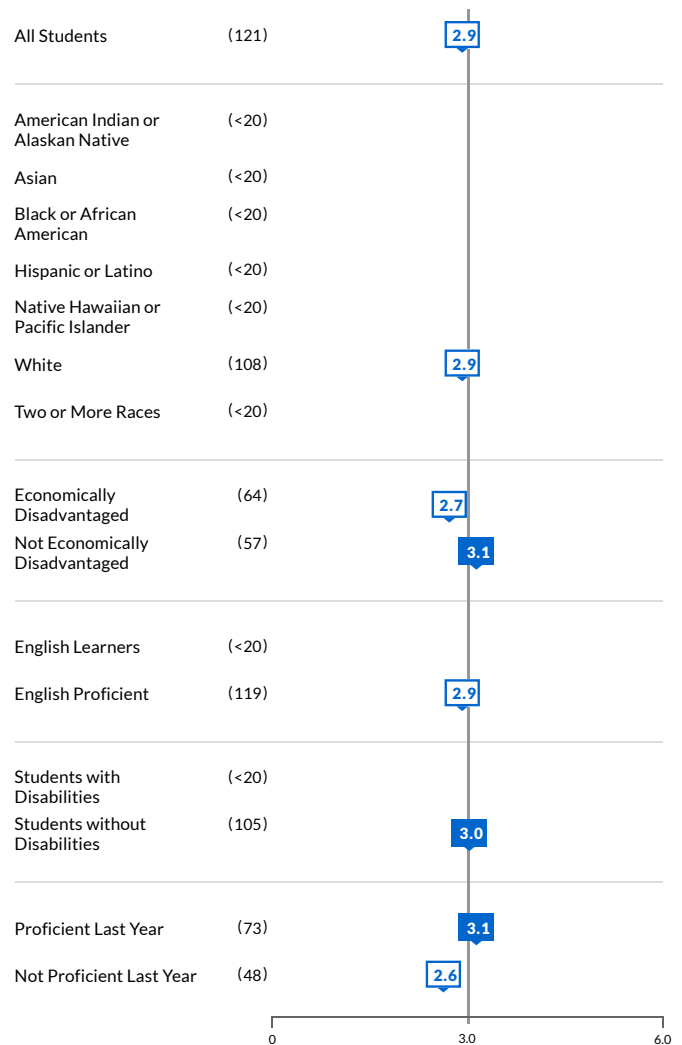 All Students (121) 2.9
American Indian or (<20)
Alaskan Native
Asian (<20)
Black or African (<20)
American
Hispanic or Latino (<20)
Native Hawaiian or (<20)
Pacific Islander
White (108) 2.9
Two or More Races (<20)
Economically (64) 2.7
Disadvantaged
Not Economically (57) 3.1
Disadvantaged
English Learners (<20)
English Proficient (119) 2.9
Students with (<20)
Disabilities
Students without (105) 3.0
Disabilities
Proficient Last Year (73) 3.1
Not Proficient Last Year (48) 2.6
0 3.0 6.0